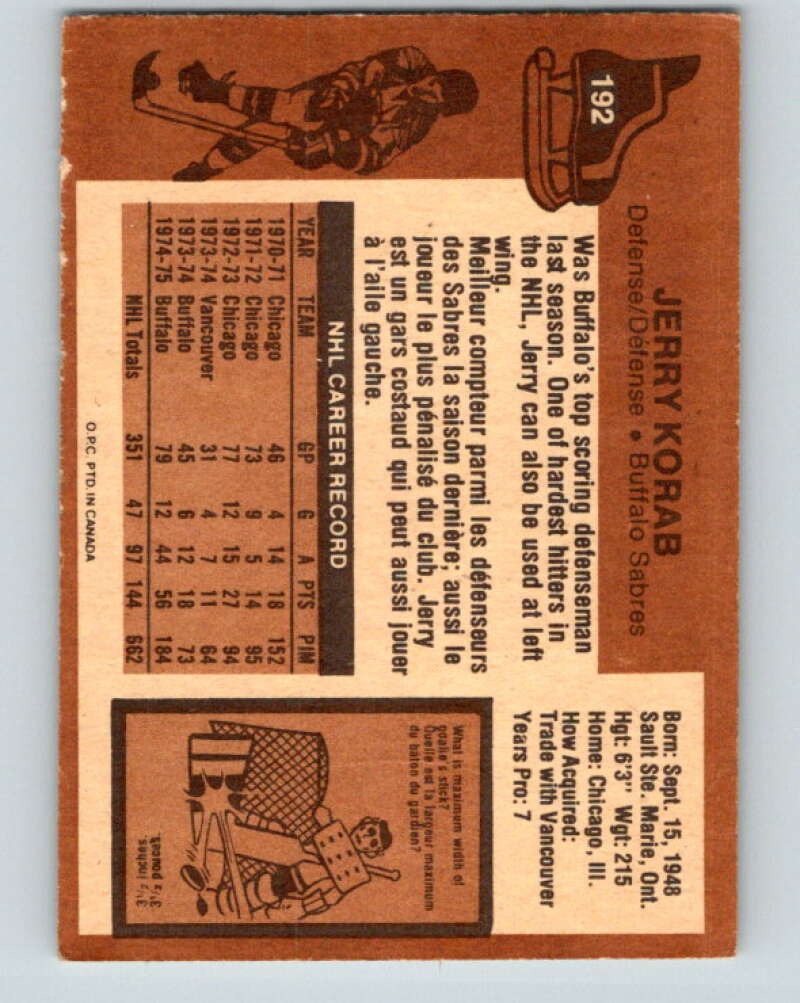 192
JERRY KORAB
Defense/Défense • Buffalo Sabres
Was Buffalo's top scoring defenseman
last season. One of hardest hitters in
the NHL, Jerry can also be used at left
wing.
Meilleur compteur parmi les défenseurs
des Sabres la saison dernière; aussi le
joueur le plus pénalisé du club. Jerry
est un gars costaud qui peut aussi jouer
à l'aile gauche.
NHL CAREER RECORD
YEAR TEAM GP G A PTS PIM
1970-71 Chicago 46 4 14 18 152
1971-72 Chicago 73 9 5 14 95
1972-73 Chicago 77 12 15 27 94
1973-74 Vancouver 31 4 7 11 64
1973-74 Buffalo 45 6 12 18 73
1974-75 Buffalo 79 12 44 56 184
NHL Totals 351 47 97 144 662
O.P.C. PTD. IN CANADA
Born: Sept. 15, 1948
Sault Ste. Marie, Ont.
Hgt: 6'3" Wgt: 215
Home: Chicago, Ill.
How Acquired:
Trade with Vancouver
Years Pro: 7
What is maximum width of
goalie's stick?
Quelle est la largeur maximum
du bâton du gardien?
3½ inches
3½ pouces.